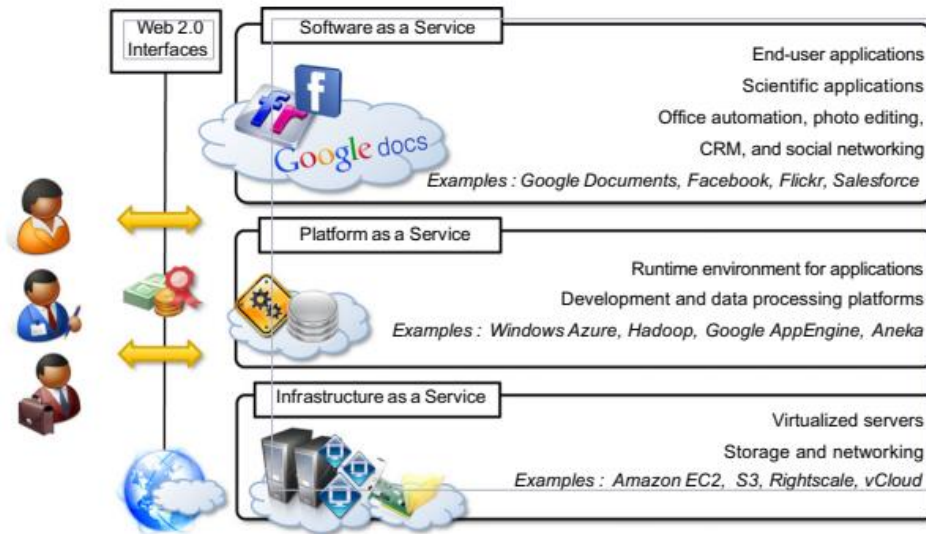 Web 2.0
Interfaces
Software as a Service
End-user applications
Scientific applications
Office automation, photo editing,
CRM, and social networking
Examples : Google Documents, Facebook, Flickr, Salesforce
f
fr
Google docs
Platform as a Service
Runtime environment for applications
Development and data processing platforms
Examples : Windows Azure, Hadoop, Google AppEngine, Aneka
Infrastructure as a Service
Virtualized servers
Storage and networking
Examples : Amazon EC2, S3, Rightscale, vCloud